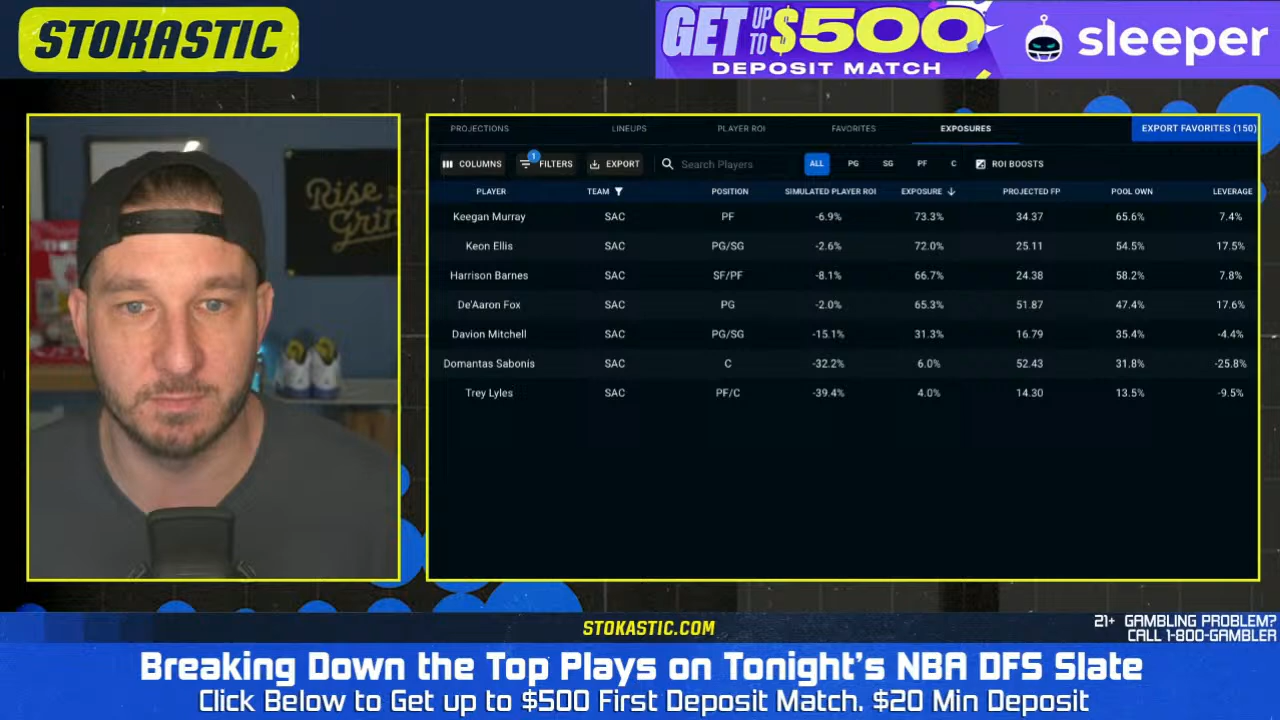 STOKASTIC
GET UP TO $500
DEPOSIT MATCH
sleeper
Rise
Grin
PROJECTIONS LINEUPS PLAYER ROI FAVORITES EXPOSURES EXPORT FAVORITES (150)
COLUMNS 1 FILTERS EXPORT Search Players ALL PG SG PF C ROI BOOSTS
PLAYER TEAM POSITION SIMULATED PLAYER ROI EXPOSURE PROJECTED FP POOL OWN LEVERAGE
Keegan Murray SAC PF -6.9% 73.3% 34.37 65.6% 7.4%
Keon Ellis SAC PG/SG -2.6% 72.0% 25.11 54.5% 17.5%
Harrison Barnes SAC SF/PF -8.1% 66.7% 24.38 58.2% 7.8%
De'Aaron Fox SAC PG -2.0% 65.3% 51.87 47.4% 17.6%
Davion Mitchell SAC PG/SG -15.1% 31.3% 16.79 35.4% -4.4%
Domantas Sabonis SAC C -32.2% 6.0% 52.43 31.8% -25.8%
Trey Lyles SAC PF/C -39.4% 4.0% 14.30 13.5% -9.5%
STOKASTIC.COM
21+ GAMBLING PROBLEM?
CALL 1-800-GAMBLER
Breaking Down the Top Plays on Tonight's NBA DFS Slate
Click Below to Get up to $500 First Deposit Match. $20 Min Deposit